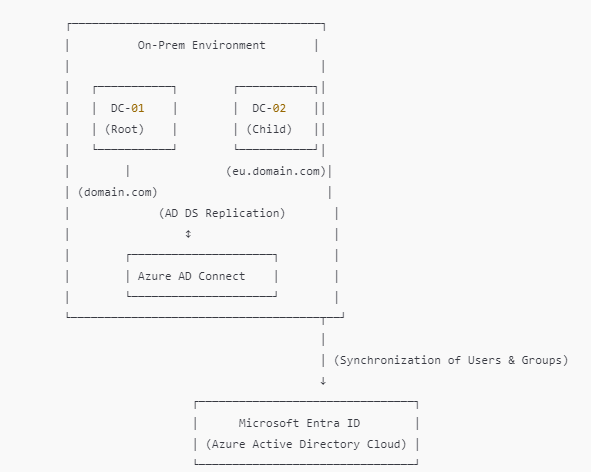 On-Prem Environment
DC-01 DC-02
(Root) (Child)
(eu.domain.com)
(domain.com)
(AD DS Replication)
↕
Azure AD Connect
(Synchronization of Users & Groups)
↓
Microsoft Entra ID
(Azure Active Directory Cloud)